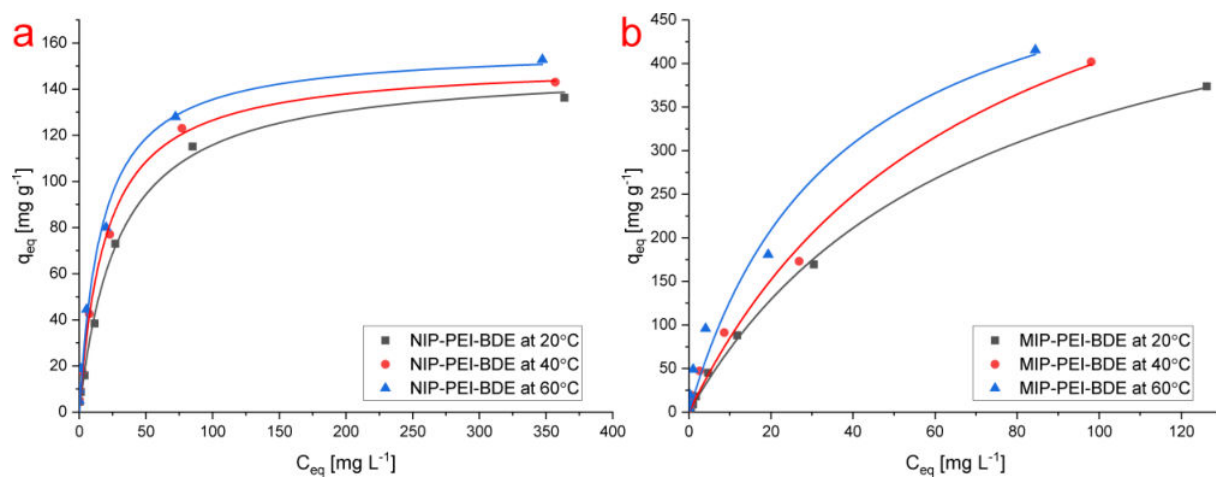 a
160
140
120
100
80
60
40
20
0
q_eq [mg g⁻¹]
NIP-PEI-BDE at 20°C
NIP-PEI-BDE at 40°C
NIP-PEI-BDE at 60°C
0 50 100 150 200 250 300 350 400
C_eq [mg L⁻¹]
b
450
400
350
300
250
200
150
100
50
0
q_eq [mg g⁻¹]
MIP-PEI-BDE at 20°C
MIP-PEI-BDE at 40°C
MIP-PEI-BDE at 60°C
0 20 40 60 80 100 120
C_eq [mg L⁻¹]